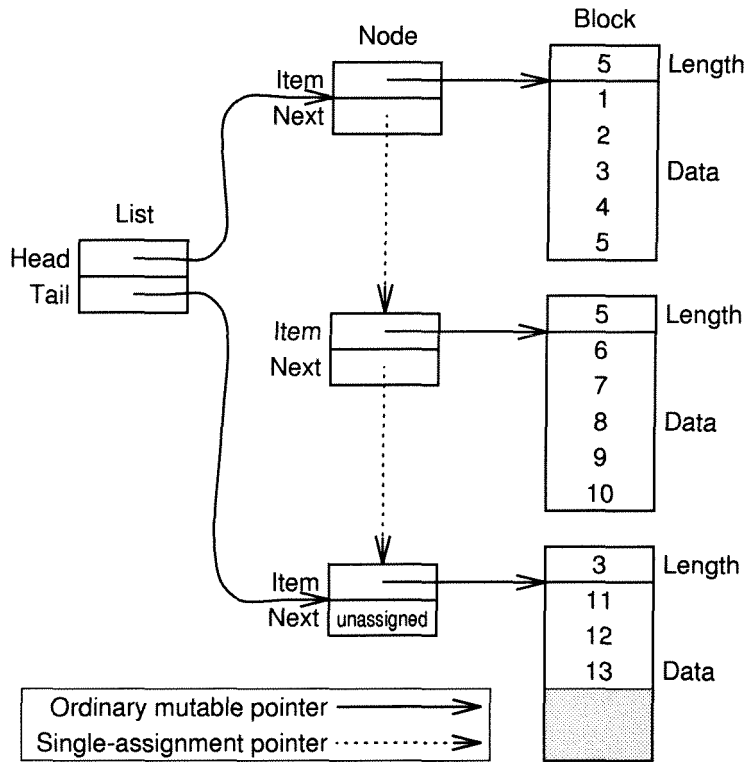 Block
Node
5 Length
Item
1
Next
2
3 Data
List
4
Head
5
Tail
5 Length
Item
6
Next
7
8 Data
9
10
3 Length
Item
11
Next unassigned
12
13 Data
Ordinary mutable pointer
Single-assignment pointer